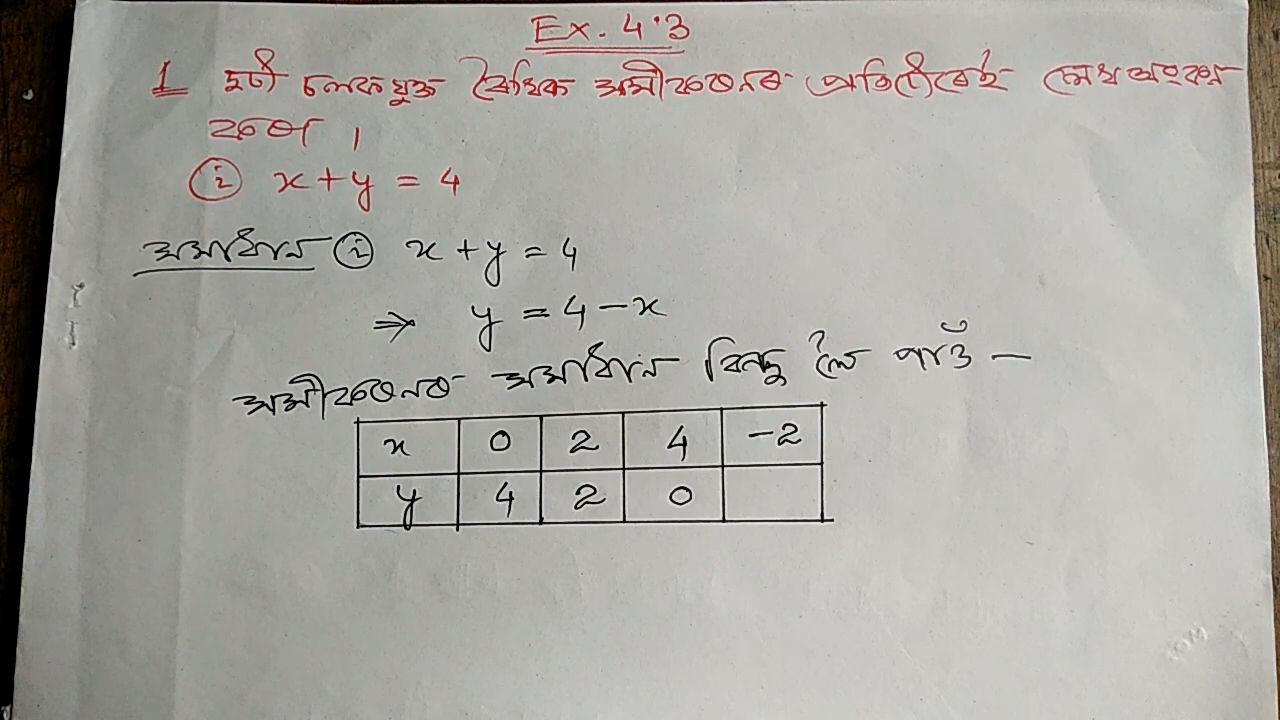 Ex. 4.3
1 দুটা চলকযুক্ত ৰৈখিক সমীকৰণৰ প্ৰতিটোৰেই লেখ অংকন
কৰা ।
(i) x + y = 4
সমাধান (i) x + y = 4
⇒ y = 4 - x
সমীকৰণৰ সমাধান বিন্দু লৈ পাওঁ —
x 0 2 4 -2
y 4 2 0